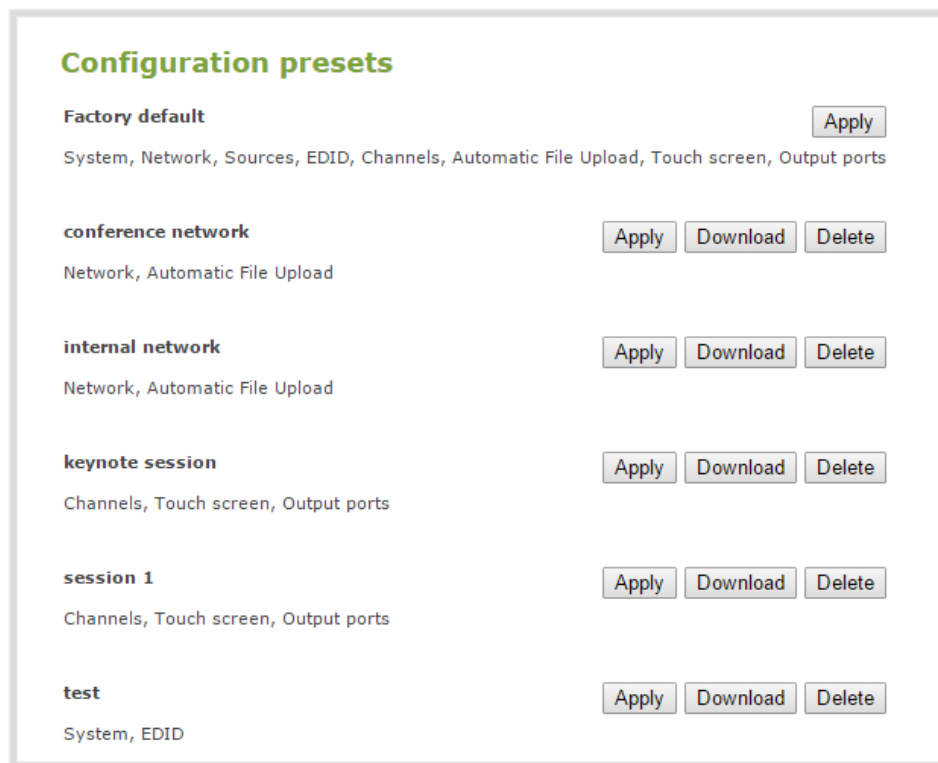 Configuration presets
Factory default Apply
System, Network, Sources, EDID, Channels, Automatic File Upload, Touch screen, Output ports
conference network Apply Download Delete
Network, Automatic File Upload
internal network Apply Download Delete
Network, Automatic File Upload
keynote session Apply Download Delete
Channels, Touch screen, Output ports
session 1 Apply Download Delete
Channels, Touch screen, Output ports
test Apply Download Delete
System, EDID